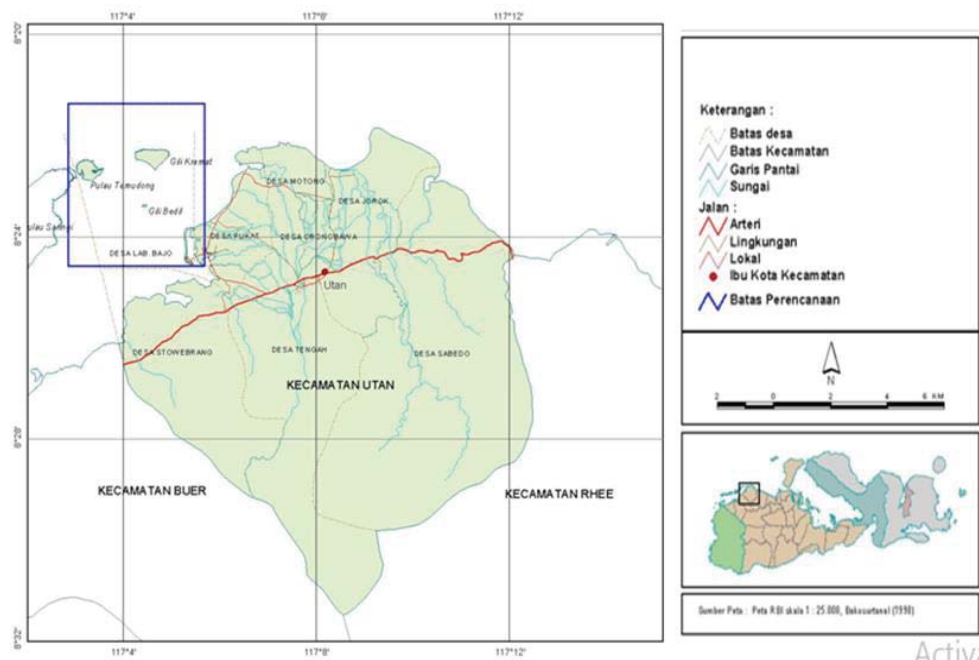 117°4'
117°8'
117°12'
8°20'
8°24'
8°28'
8°32'
Gili Kramat
Pulau Temudong
Gili Bedil
DESA MOTONG
DESA JOROK
DESA PUKAT
DESA ORONGBAWA
DESA LAB. BAJO
Utan
DESA STOWEBRANG
DESA TENGAH
DESA SABEDO
KECAMATAN UTAN
KECAMATAN BUER
KECAMATAN RHEE
117°4'
117°8'
117°12'
Keterangan :
Batas desa
Batas Kecamatan
Garis Pantai
Sungai
Jalan :
Arteri
Lingkungan
Lokal
Ibu Kota Kecamatan
Batas Perencanaan
N
2 0 2 4 6 KM
Sumber Peta : Peta RBI skala 1 : 25.000, Bakosurtanal (1998)
Activ